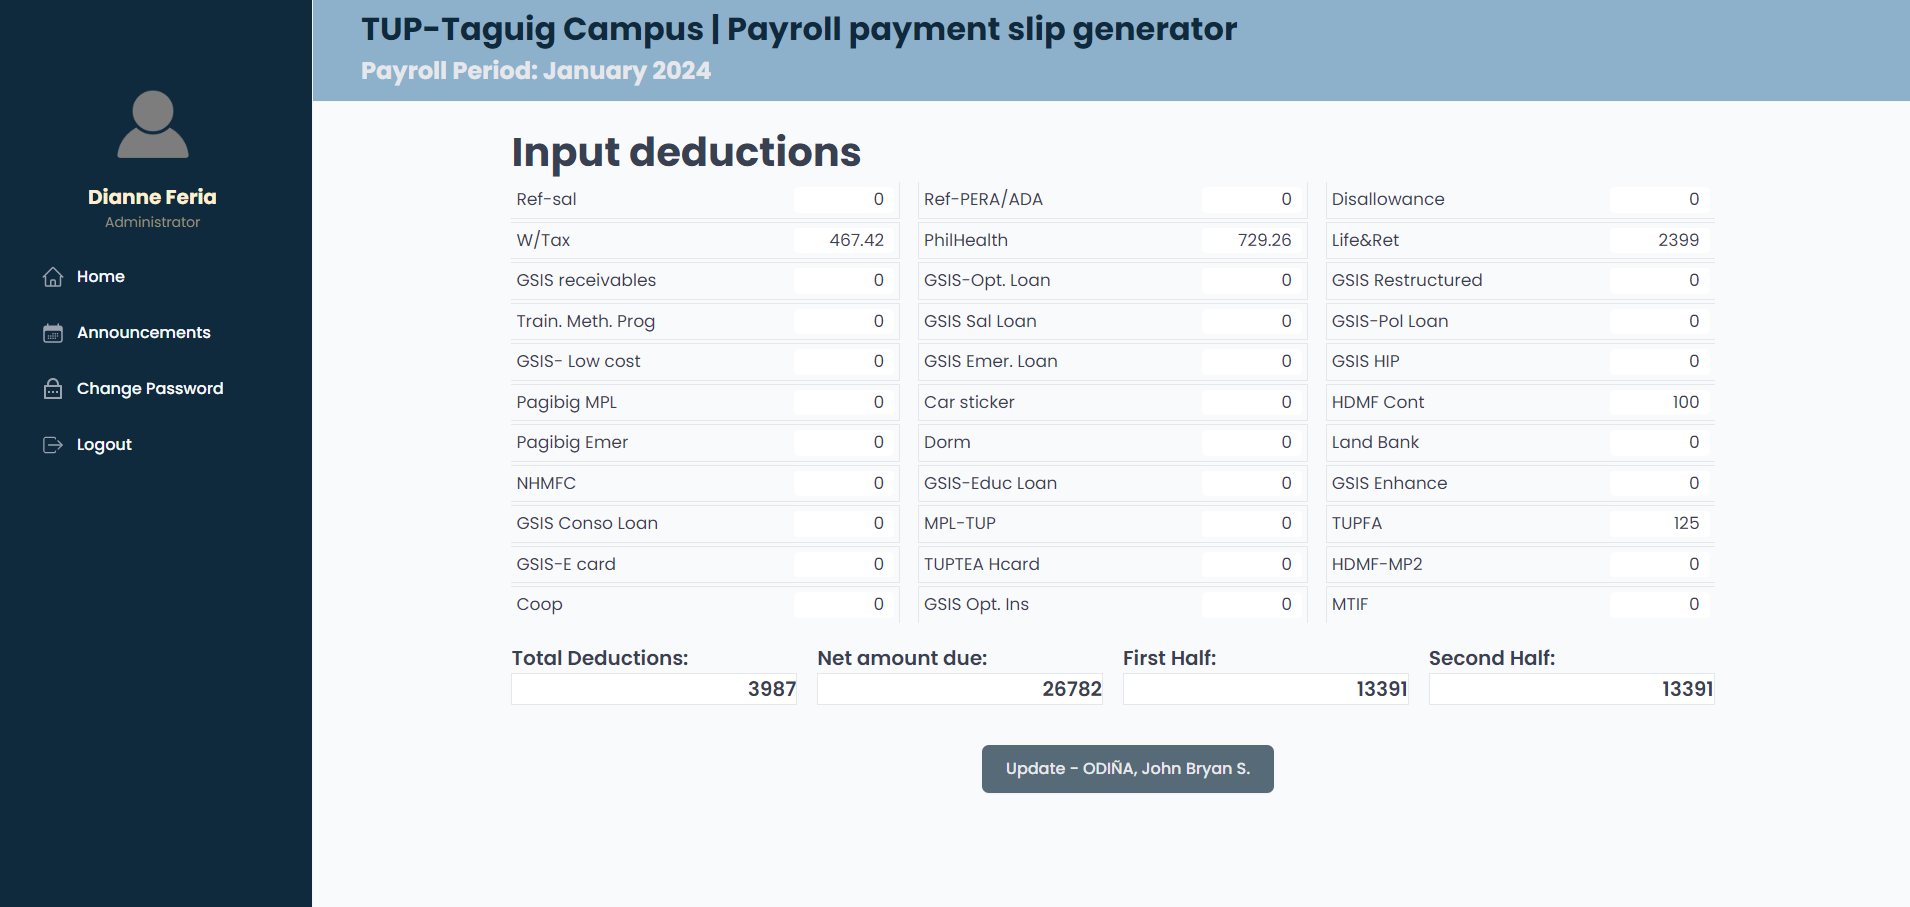 TUP-Taguig Campus | Payroll payment slip generator
Payroll Period: January 2024
Dianne Feria
Administrator
Home
Announcements
Change Password
Logout
Input deductions
Ref-sal 0 Ref-PERA/ADA 0 Disallowance 0
W/Tax 467.42 PhilHealth 729.26 Life&Ret 2399
GSIS receivables 0 GSIS-Opt. Loan 0 GSIS Restructured 0
Train. Meth. Prog 0 GSIS Sal Loan 0 GSIS-Pol Loan 0
GSIS- Low cost 0 GSIS Emer. Loan 0 GSIS HIP 0
Pagibig MPL 0 Car sticker 0 HDMF Cont 100
Pagibig Emer 0 Dorm 0 Land Bank 0
NHMFC 0 GSIS-Educ Loan 0 GSIS Enhance 0
GSIS Conso Loan 0 MPL-TUP 0 TUPFA 125
GSIS-E card 0 TUPTEA Hcard 0 HDMF-MP2 0
Coop 0 GSIS Opt. Ins 0 MTIF 0
Total Deductions: Net amount due: First Half: Second Half:
3987 26782 13391 13391
Update - ODIÑA, John Bryan S.